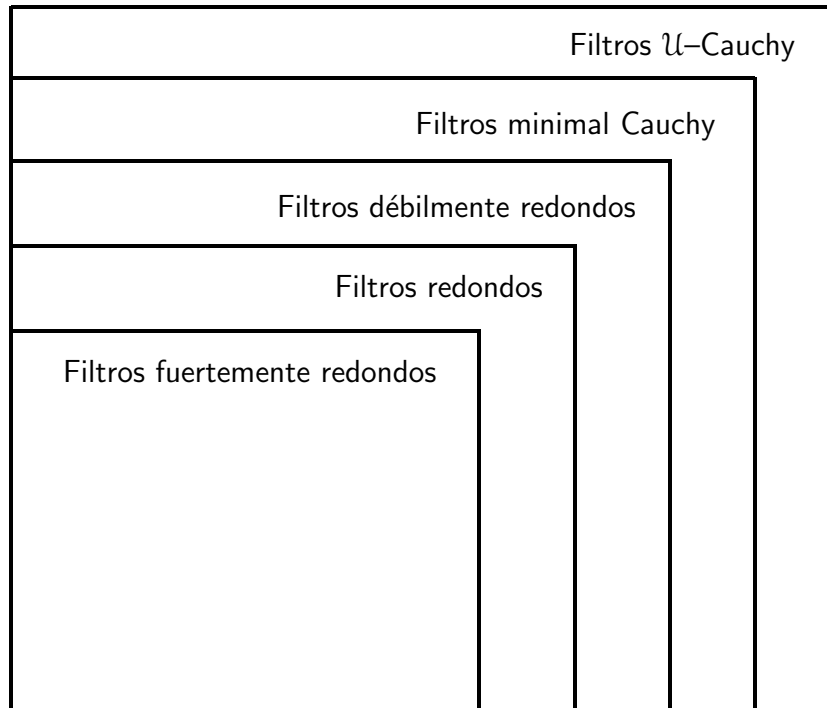 Filtros 𝒰–Cauchy
Filtros minimal Cauchy
Filtros débilmente redondos
Filtros redondos
Filtros fuertemente redondos